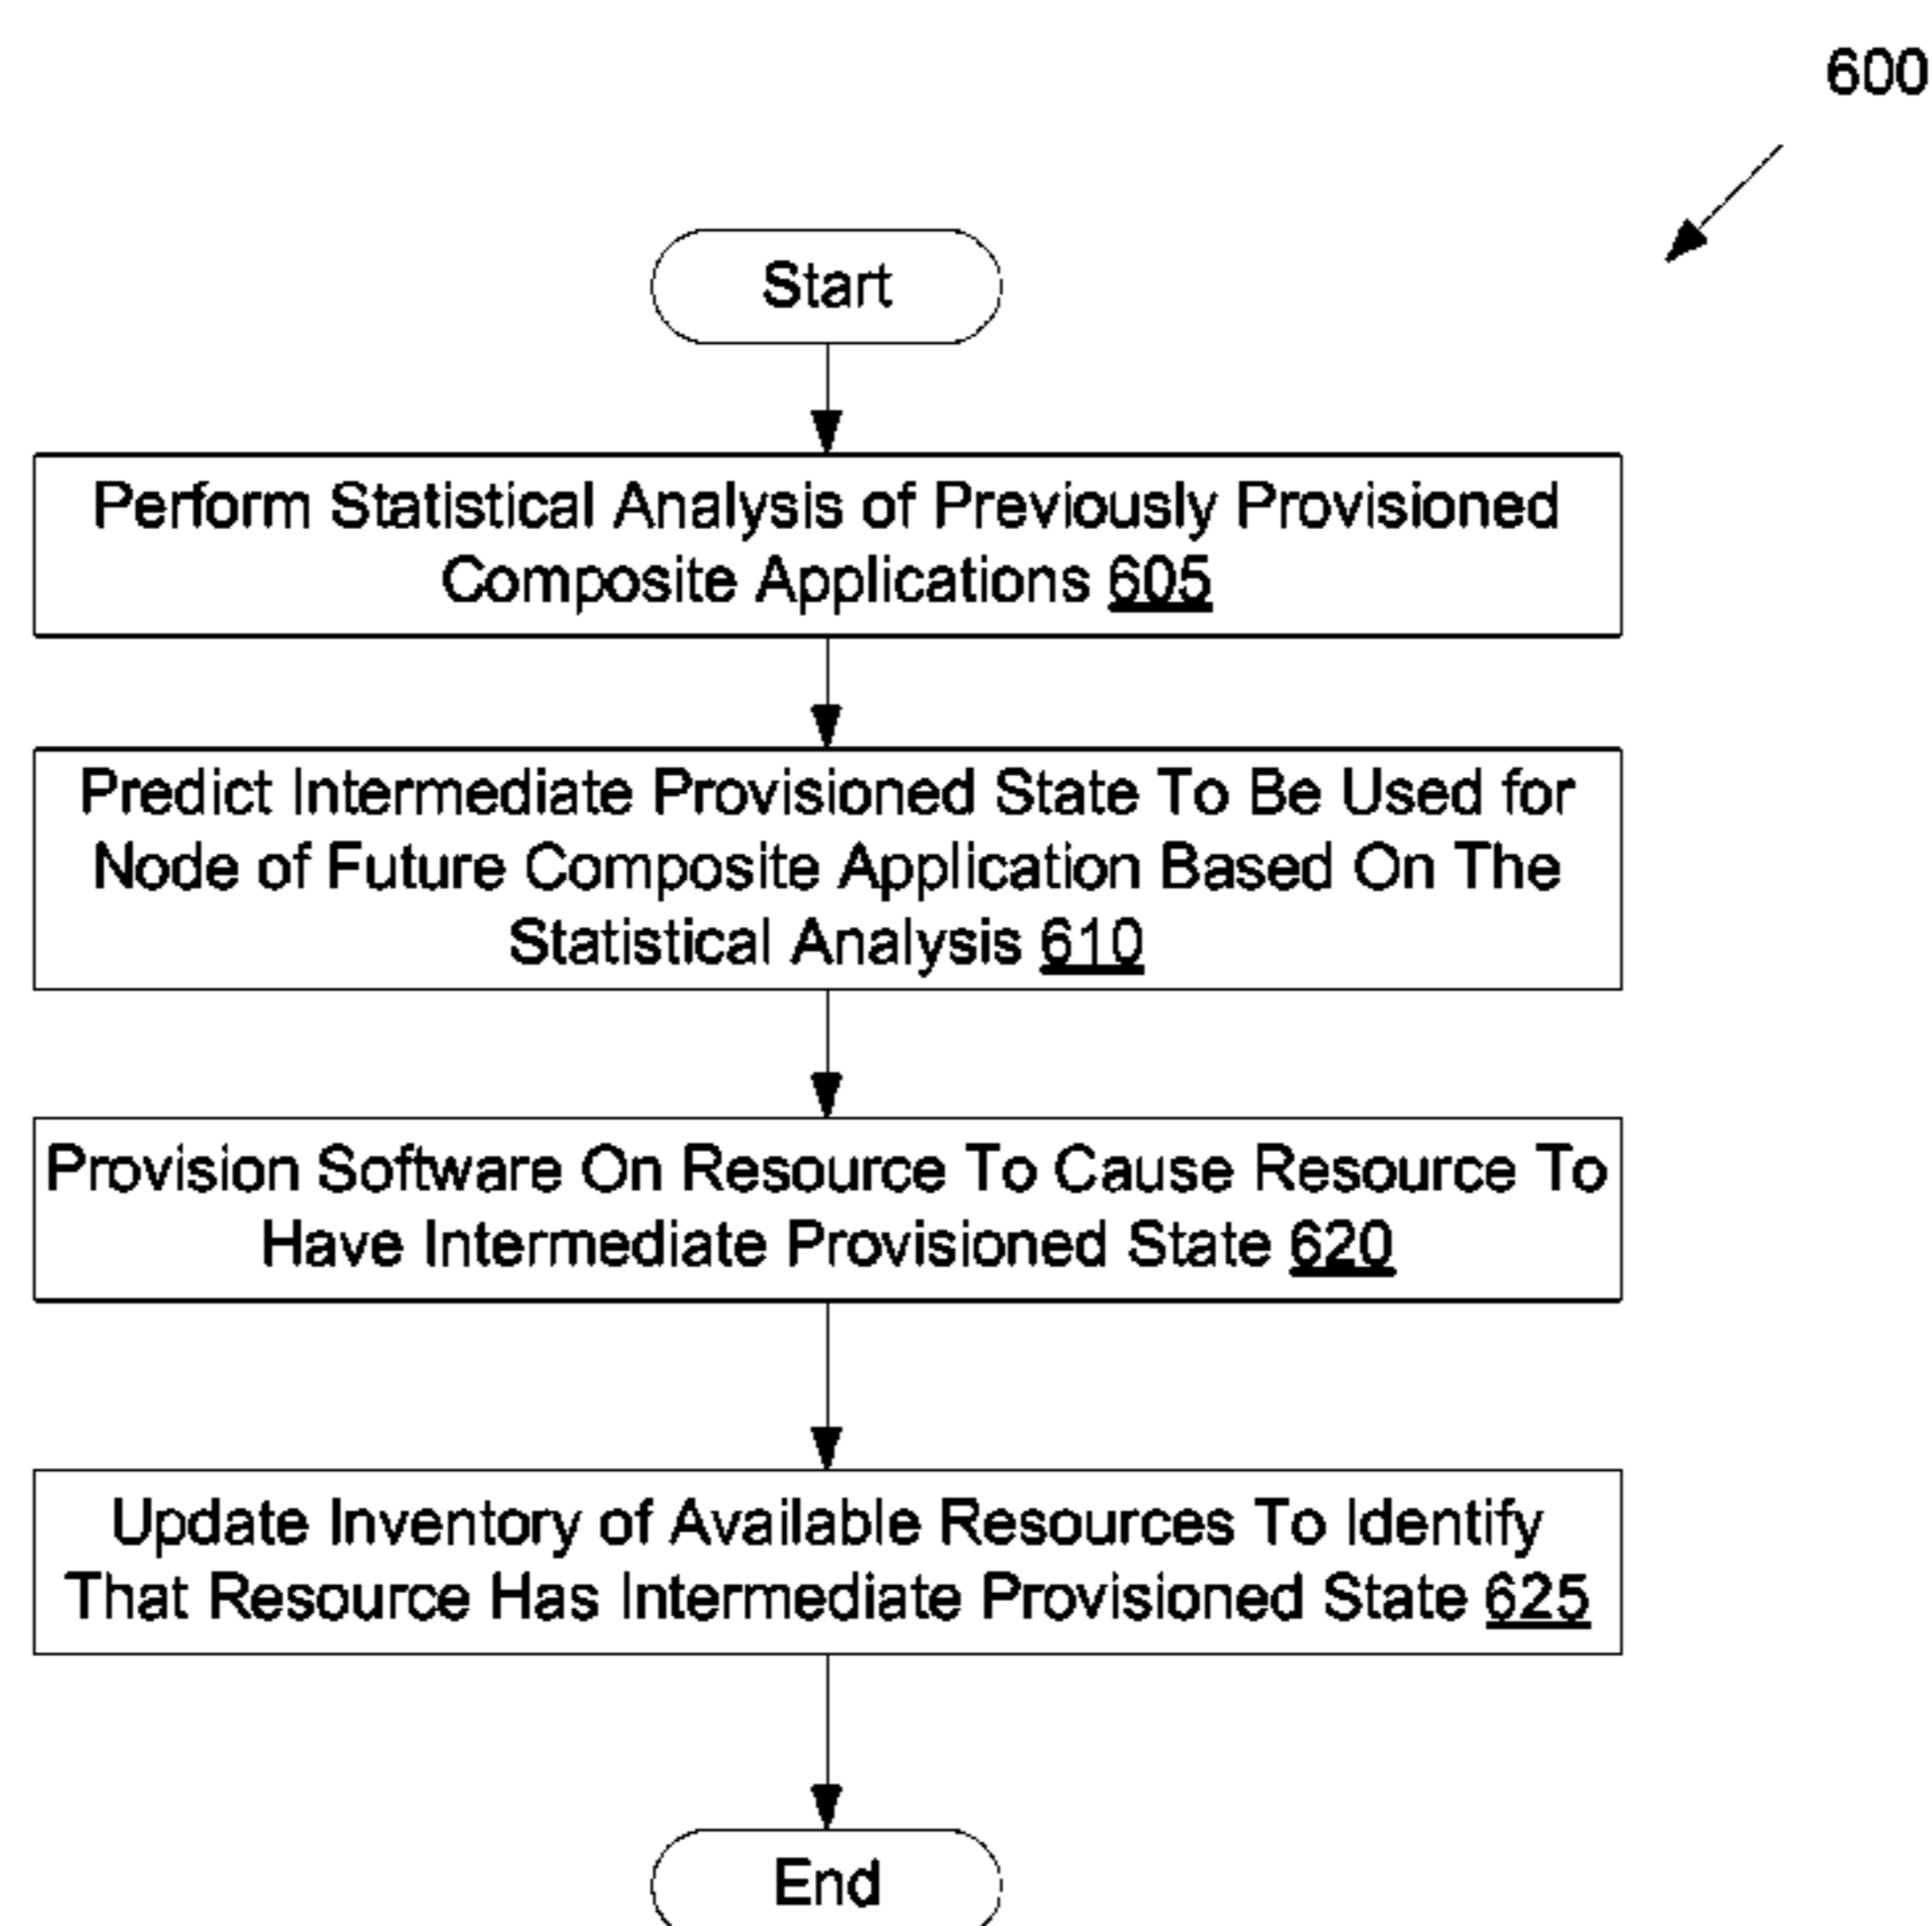 600
Start
Perform Statistical Analysis of Previously Provisioned
Composite Applications 605
Predict Intermediate Provisioned State To Be Used for
Node of Future Composite Application Based On The
Statistical Analysis 610
Provision Software On Resource To Cause Resource To
Have Intermediate Provisioned State 620
Update Inventory of Available Resources To Identify
That Resource Has Intermediate Provisioned State 625
End